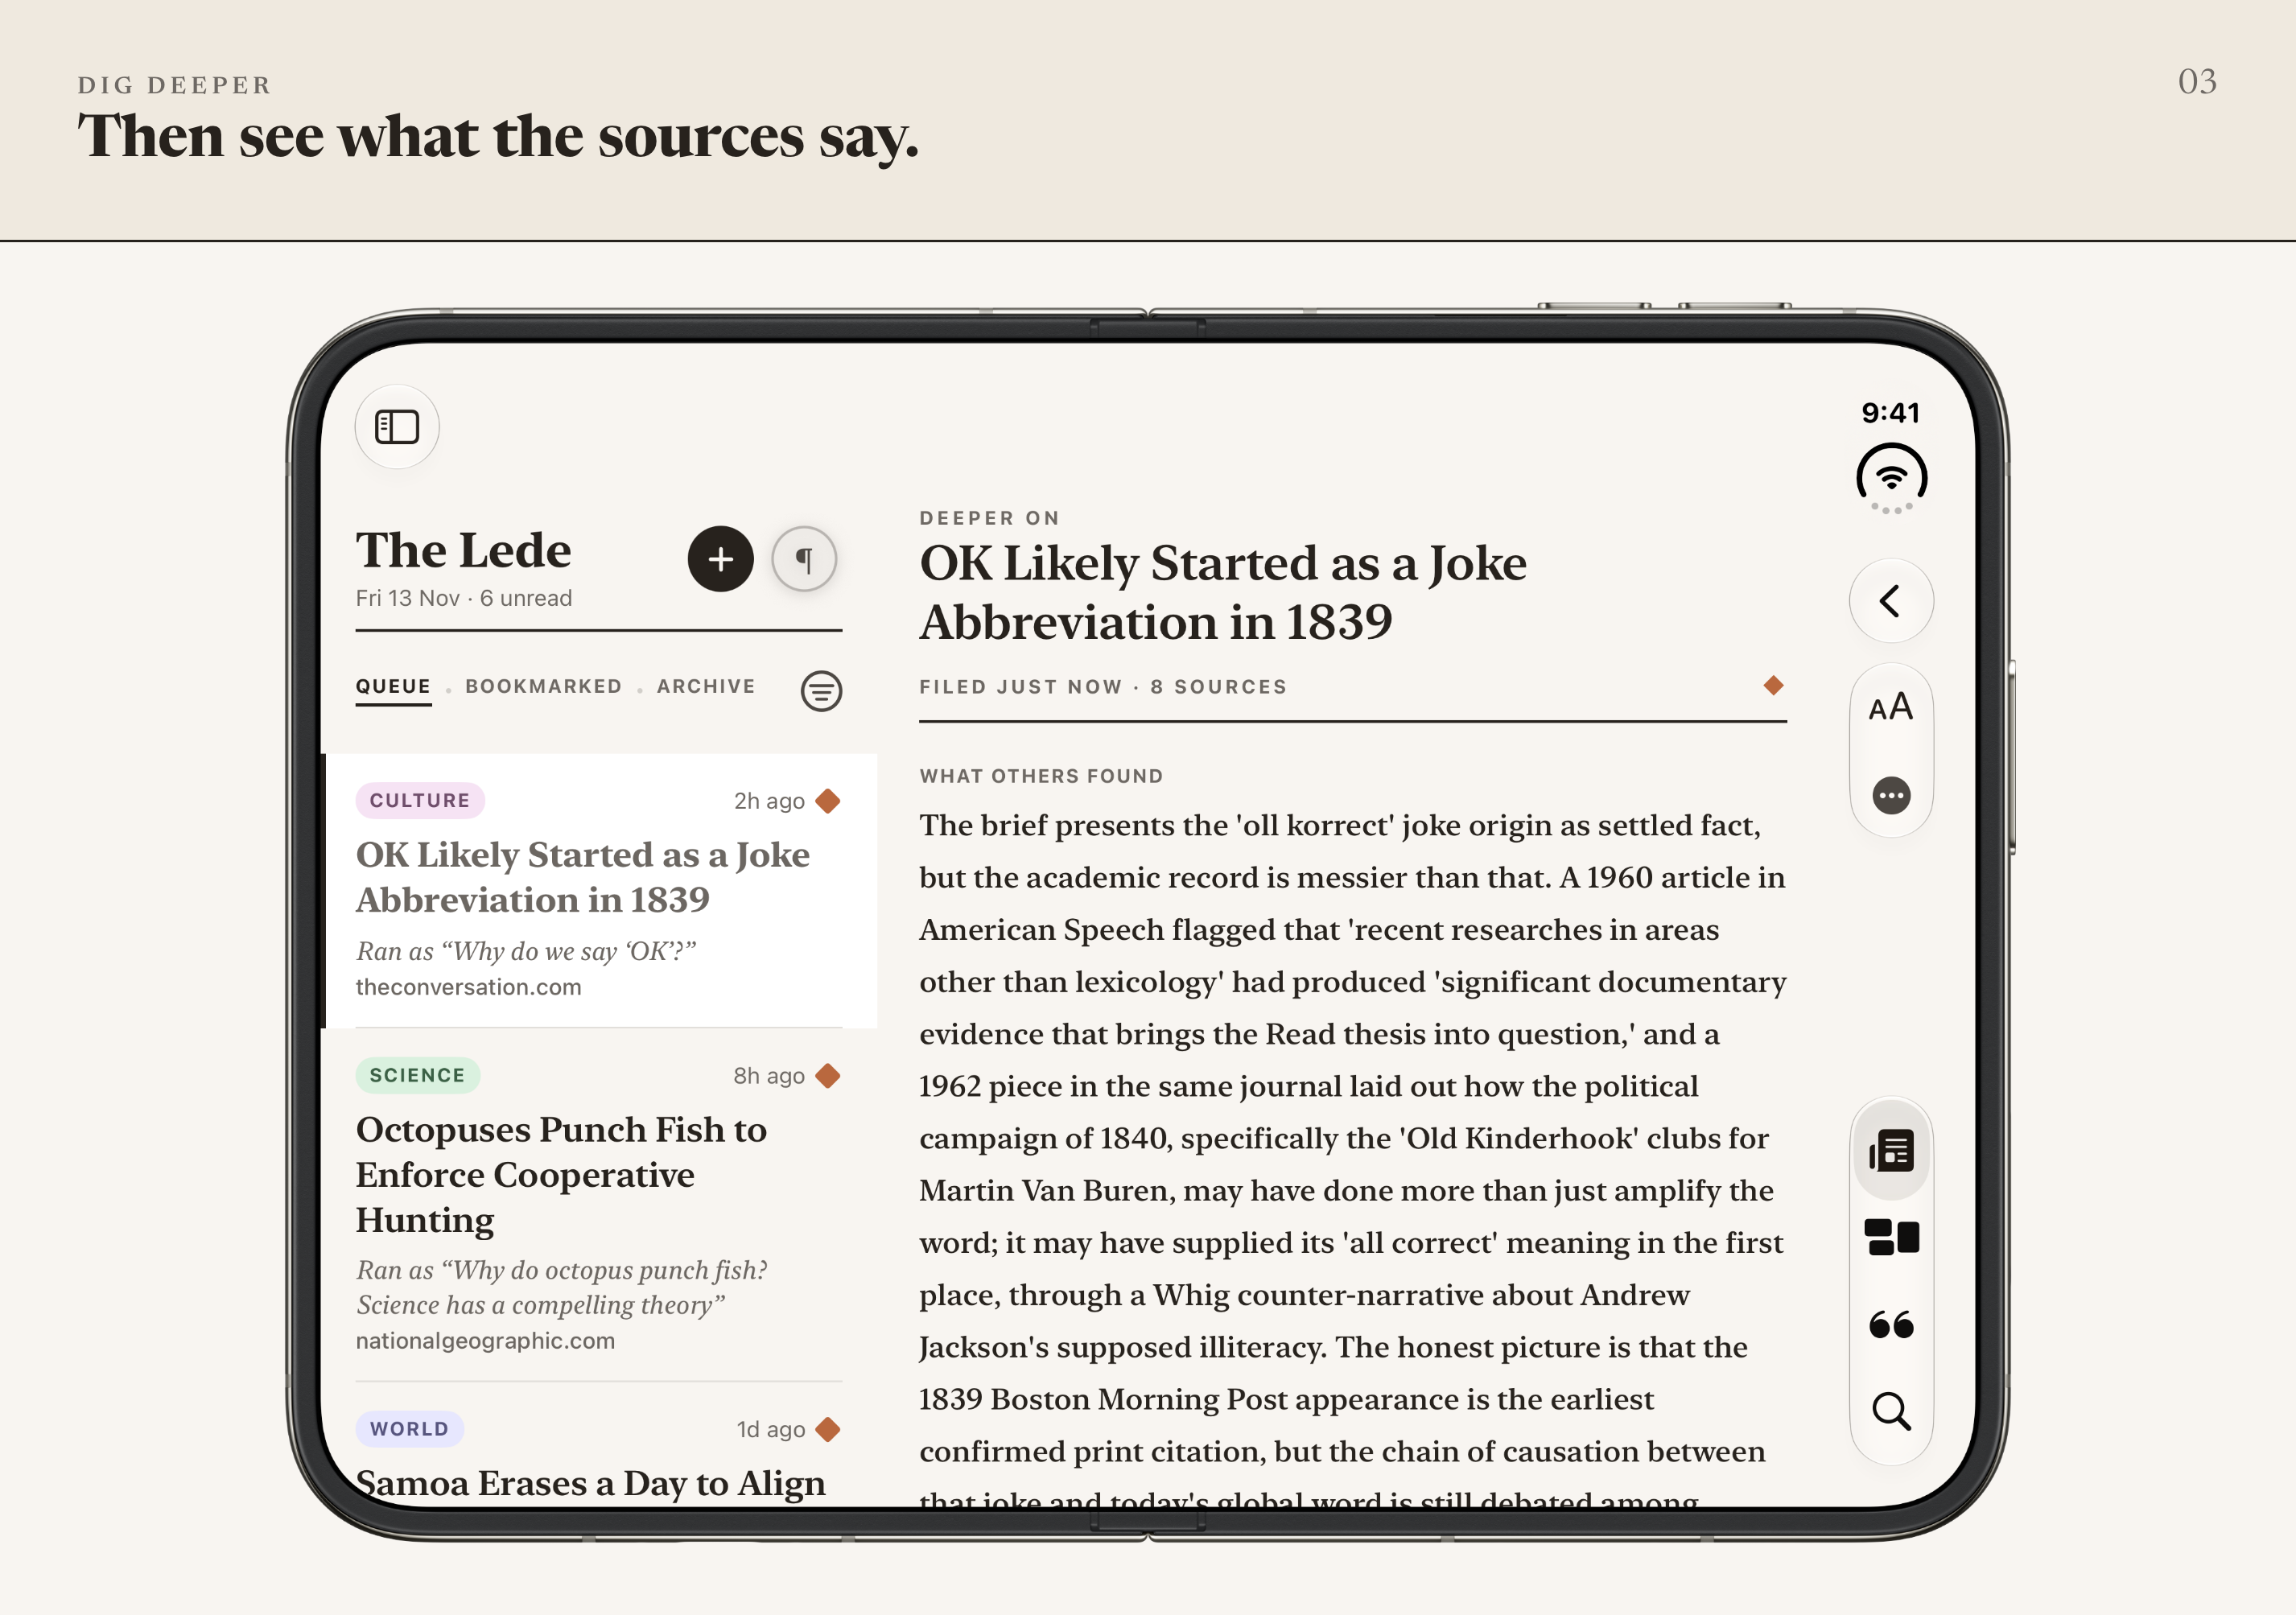 DIG DEEPER
Then see what the sources say.
03
9:41
The Lede
Fri 13 Nov · 6 unread
¶
QUEUE • BOOKMARKED • ARCHIVE
CULTURE
2h ago
OK Likely Started as a Joke
Abbreviation in 1839
Ran as “Why do we say ‘OK’?”
theconversation.com
SCIENCE
8h ago
Octopuses Punch Fish to
Enforce Cooperative
Hunting
Ran as “Why do octopus punch fish?
Science has a compelling theory”
nationalgeographic.com
WORLD
1d ago
Samoa Erases a Day to Align
DEEPER ON
OK Likely Started as a Joke
Abbreviation in 1839
FILED JUST NOW · 8 SOURCES
WHAT OTHERS FOUND
The brief presents the 'oll korrect' joke origin as settled fact,
but the academic record is messier than that. A 1960 article in
American Speech flagged that 'recent researches in areas
other than lexicology' had produced 'significant documentary
evidence that brings the Read thesis into question,' and a
1962 piece in the same journal laid out how the political
campaign of 1840, specifically the 'Old Kinderhook' clubs for
Martin Van Buren, may have done more than just amplify the
word; it may have supplied its 'all correct' meaning in the first
place, through a Whig counter-narrative about Andrew
Jackson's supposed illiteracy. The honest picture is that the
1839 Boston Morning Post appearance is the earliest
confirmed print citation, but the chain of causation between
that joke and today's global word is still debated among
AA